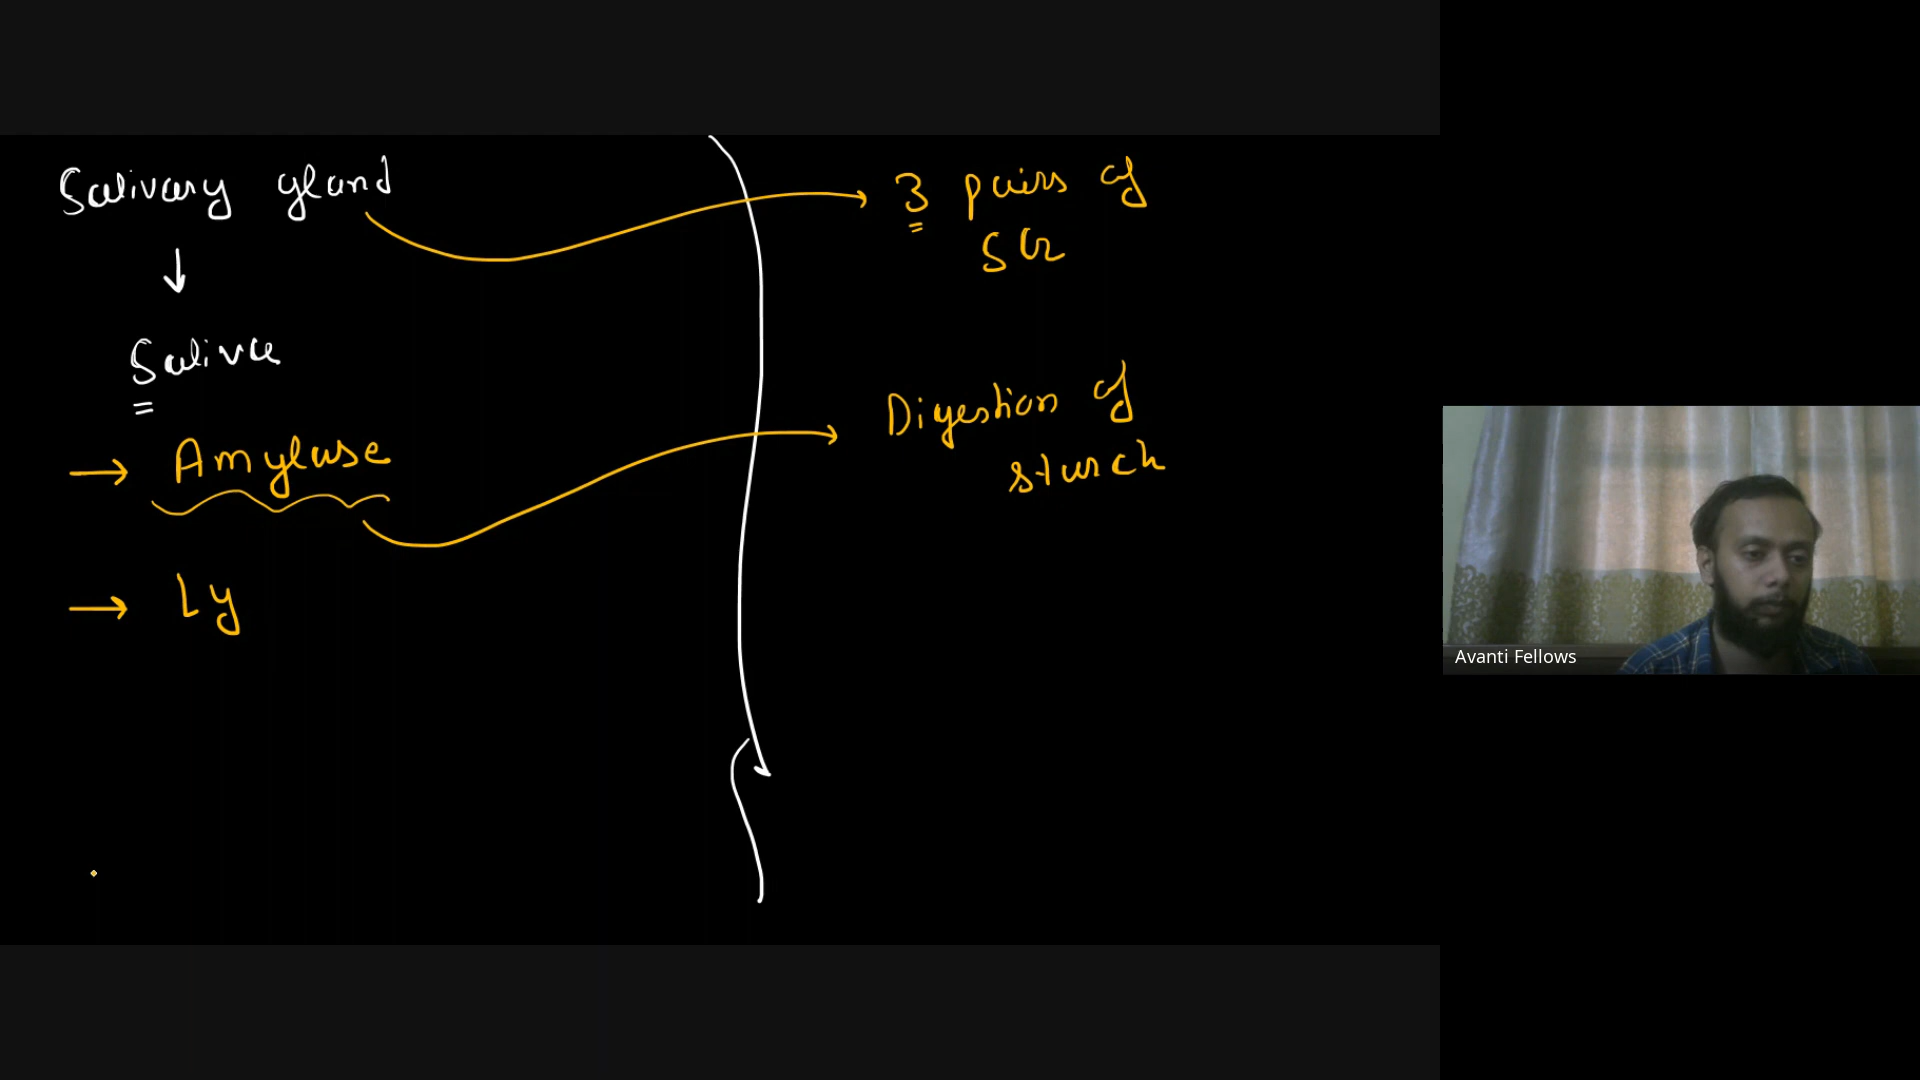 Salivary gland
3 pairs of
SG
Saliva
Amylase
Digestion of
starch
Ly
Avanti Fellows